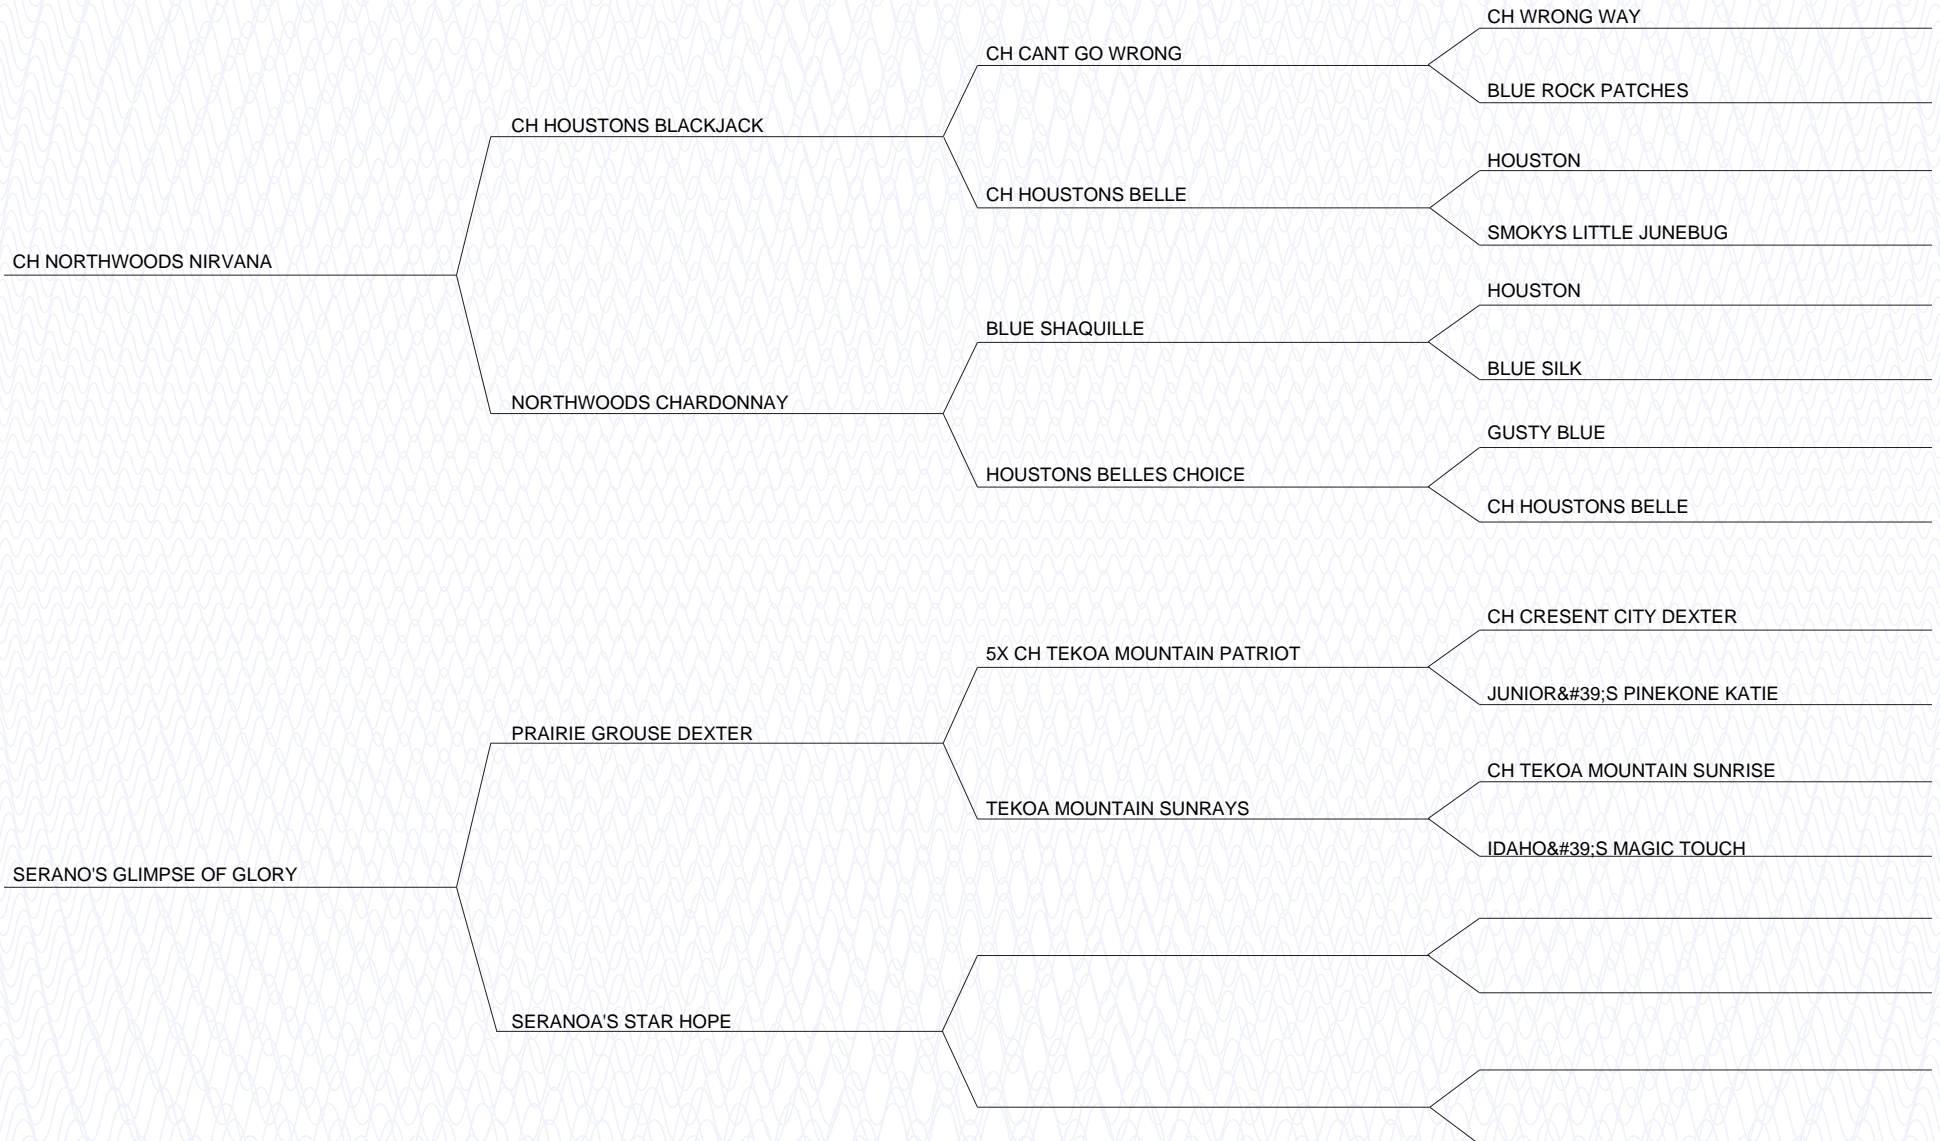 CH WRONG WAY
CH CANT GO WRONG
BLUE ROCK PATCHES
CH HOUSTONS BLACKJACK
HOUSTON
CH HOUSTONS BELLE
SMOKYS LITTLE JUNEBUG
CH NORTHWOODS NIRVANA
HOUSTON
BLUE SHAQUILLE
BLUE SILK
NORTHWOODS CHARDONNAY
GUSTY BLUE
HOUSTONS BELLES CHOICE
CH HOUSTONS BELLE
CH CRESENT CITY DEXTER
5X CH TEKOA MOUNTAIN PATRIOT
JUNIOR&#39;S PINEKONE KATIE
PRAIRIE GROUSE DEXTER
CH TEKOA MOUNTAIN SUNRISE
TEKOA MOUNTAIN SUNRAYS
IDAHO&#39;S MAGIC TOUCH
SERANO'S GLIMPSE OF GLORY
SERANOA'S STAR HOPE